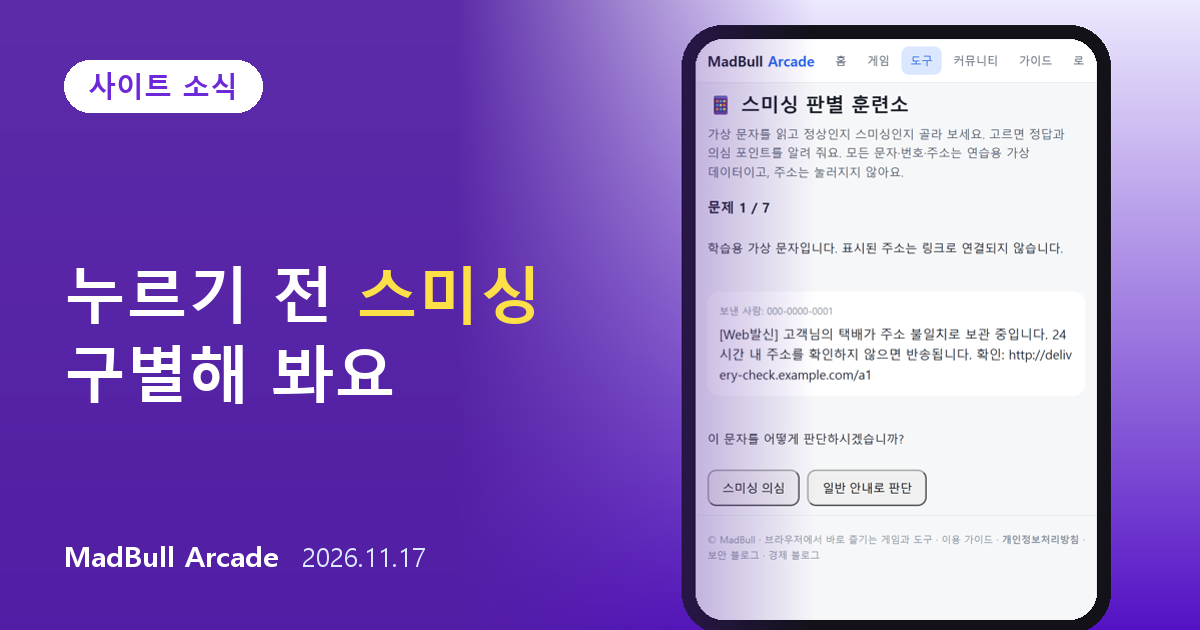 사이트 소식
누르기 전 스미싱
구별해 봐요
MadBull Arcade 2026.11.17
MadBull Arcade 홈 게임 도구 커뮤니티 가이드 로
스미싱 판별 훈련소
가상 문자를 읽고 정상인지 스미싱인지 골라 보세요. 고르면 정답과
의심 포인트를 알려 줘요. 모든 문자·번호·주소는 연습용 가상
데이터이고, 주소는 눌러지지 않아요.
문제 1 / 7
학습용 가상 문자입니다. 표시된 주소는 링크로 연결되지 않습니다.
보낸 사람: 000-0000-0001
[Web발신] 고객님의 택배가 주소 불일치로 보관 중입니다. 24
시간 내 주소를 확인하지 않으면 반송됩니다. 확인: http://deliv
ery-check.example.com/a1
이 문자를 어떻게 판단하시겠습니까?
스미싱 의심 일반 안내로 판단
© MadBull · 브라우저에서 바로 즐기는 게임과 도구 · 이용 가이드 · 개인정보처리방침 ·
보안 블로그 · 경제 블로그